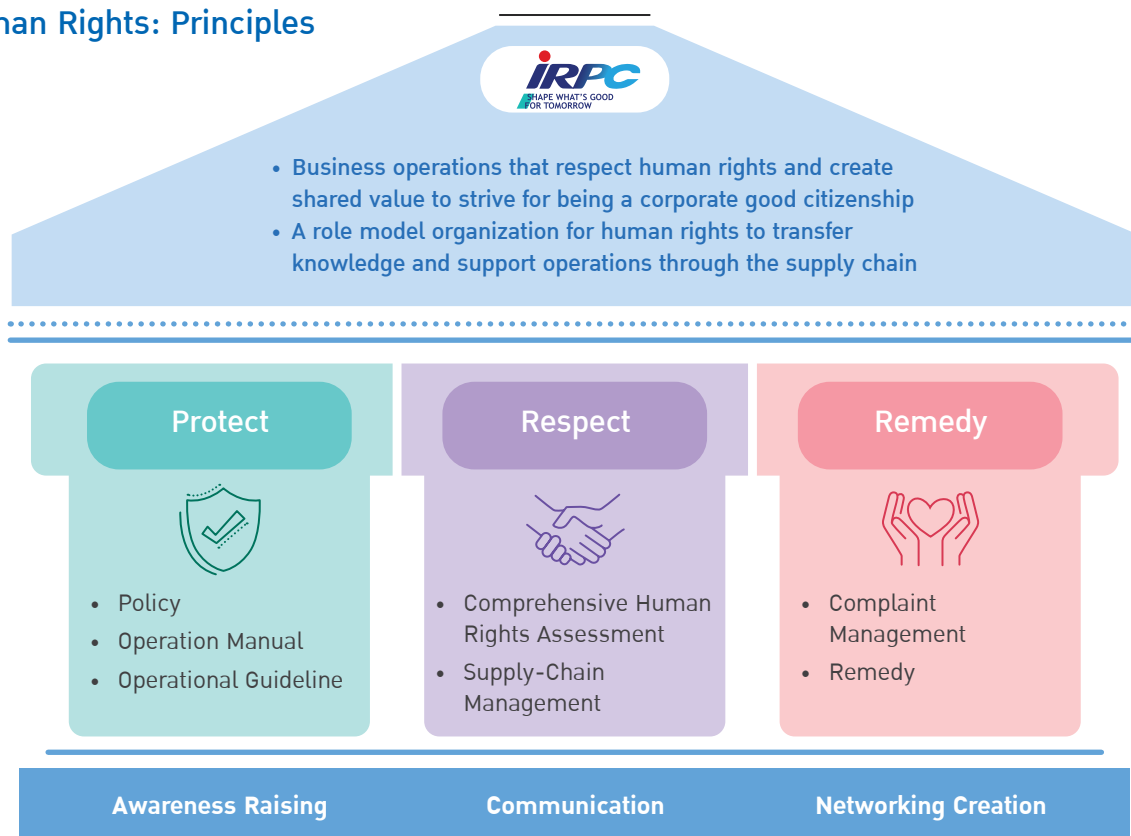 man Rights: Principles
iRPC
SHAPE WHAT'S GOOD
FOR TOMORROW
• Business operations that respect human rights and create
shared value to strive for being a corporate good citizenship
• A role model organization for human rights to transfer
knowledge and support operations through the supply chain
Protect
• Policy
• Operation Manual
• Operational Guideline
Respect
• Comprehensive Human
Rights Assessment
• Supply-Chain
Management
Remedy
• Complaint
Management
• Remedy
Awareness Raising
Communication
Networking Creation